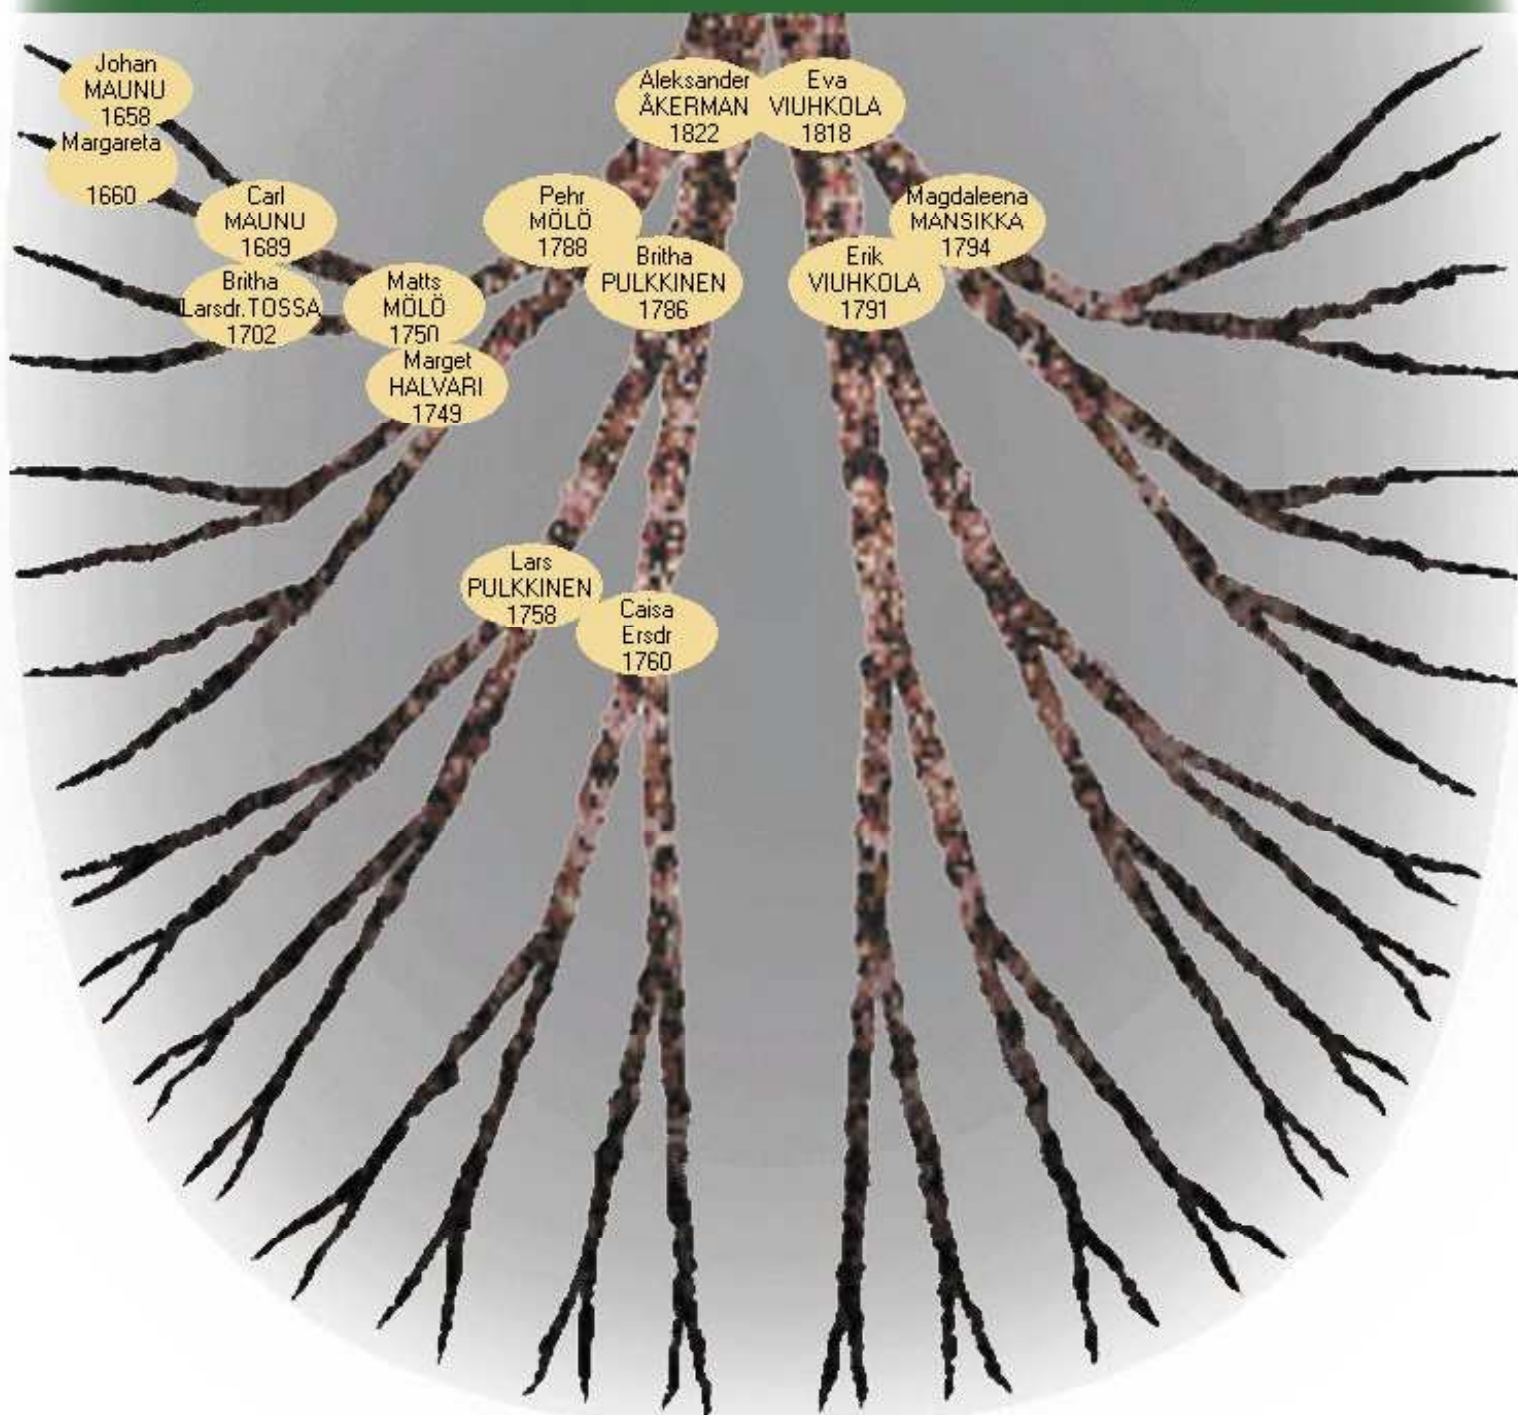 Johan
MAUNU
1658
Margareta
1660
Carl
MAUNU
1689
Britha
Larsdr.TOSSA
1702
Matts
MÖLÖ
1750
Marget
HALVARI
1749
Pehr
MÖLÖ
1788
Britha
PULKKINEN
1786
Aleksander
ÅKERMAN
1822
Eva
VIUHKOLA
1818
Magdaleena
MANSIKKA
1794
Erik
VIUHKOLA
1791
Lars
PULKKINEN
1758
Caisa
Ersdr
1760